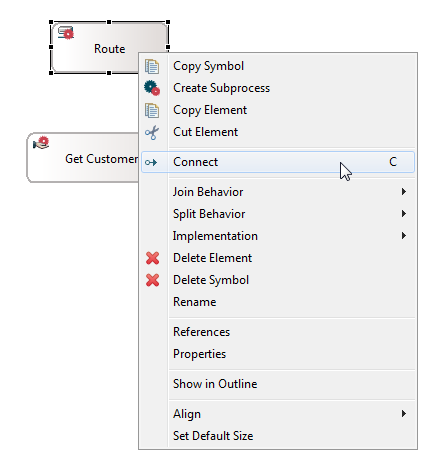 Route
Get Customer
Copy Symbol
Create Subprocess
Copy Element
Cut Element
Connect C
Join Behavior
Split Behavior
Implementation
Delete Element
Delete Symbol
Rename
References
Properties
Show in Outline
Align
Set Default Size